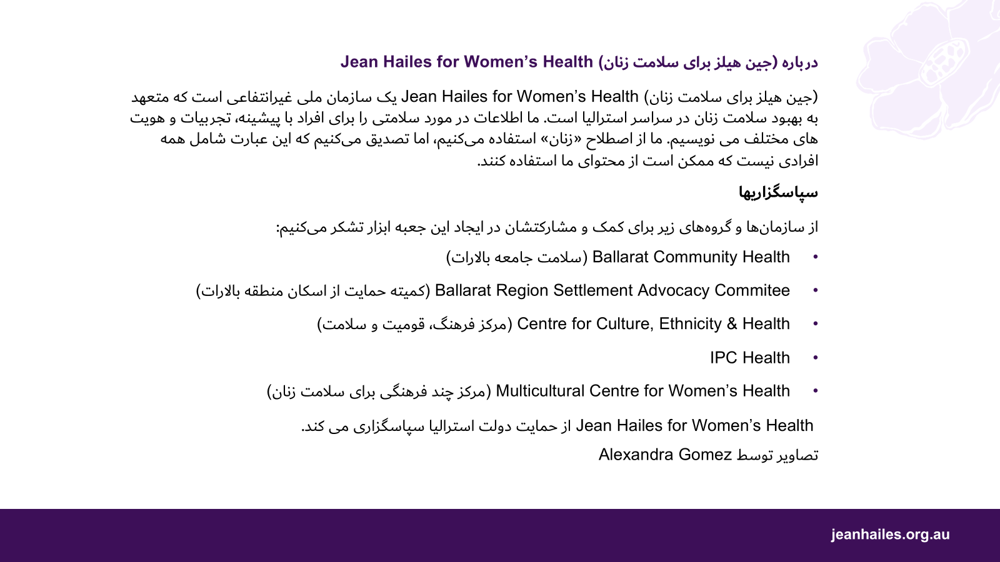 درباره (جین هیلز برای سلامت زنان) Jean Hailes for Women’s Health
(جین هیلز برای سلامت زنان) Jean Hailes for Women’s Health یک سازمان ملی غیرانتفاعی است که متعهد
به بهبود سلامت زنان در سراسر استرالیا است. ما اطلاعات در مورد سلامتی را برای افراد با پیشینه، تجربیات و هویت
های مختلف می نویسیم. ما از اصطلاح «زنان» استفاده می‌کنیم، اما تصدیق می‌کنیم که این عبارت شامل همه
افرادی نیست که ممکن است از محتوای ما استفاده کنند.
سپاسگزاریها
از سازمان‌ها و گروه‌های زیر برای کمک و مشارکتشان در ایجاد این جعبه ابزار تشکر می‌کنیم:
• Ballarat Community Health (سلامت جامعه بالارات)
• Ballarat Region Settlement Advocacy Commitee (کمیته حمایت از اسکان منطقه بالارات)
• Centre for Culture, Ethnicity & Health (مرکز فرهنگ، قومیت و سلامت)
• IPC Health
• Multicultural Centre for Women’s Health (مرکز چند فرهنگی برای سلامت زنان)
Jean Hailes for Women’s Health از حمایت دولت استرالیا سپاسگزاری می کند.
تصاویر توسط Alexandra Gomez
jeanhailes.org.au